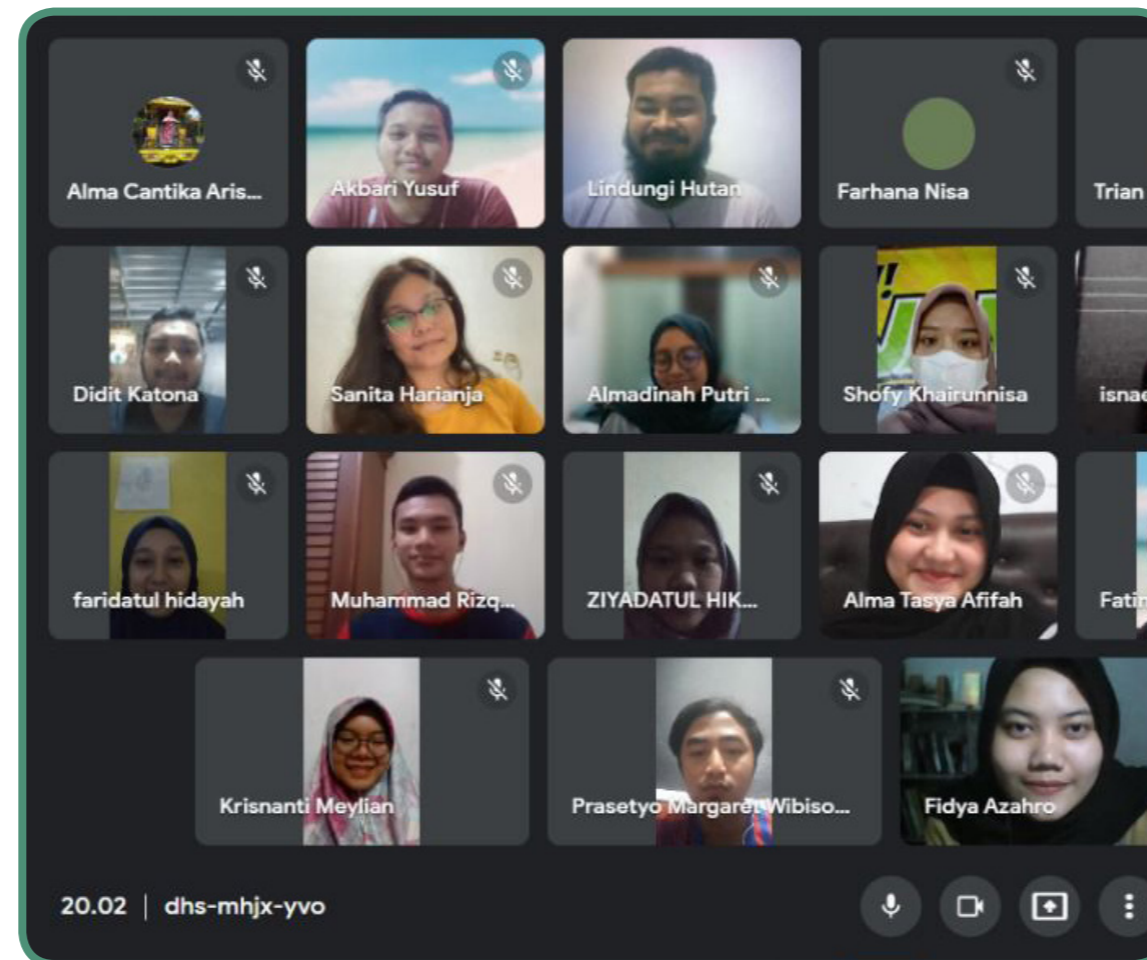 Alma Cantika Aris...
Akbari Yusuf
Lindungi Hutan
Farhana Nisa
Trian
Didit Katona
Sanita Harianja
Almadinah Putri ...
Shofy Khairunnisa
isnae
faridatul hidayah
Muhammad Rizq...
ZIYADATUL HIK...
Alma Tasya Afifah
Fatim
Krisnanti Meylian
Prasetyo Margaret Wibiso...
Fidya Azahro
20.02 | dhs-mhjx-yvo